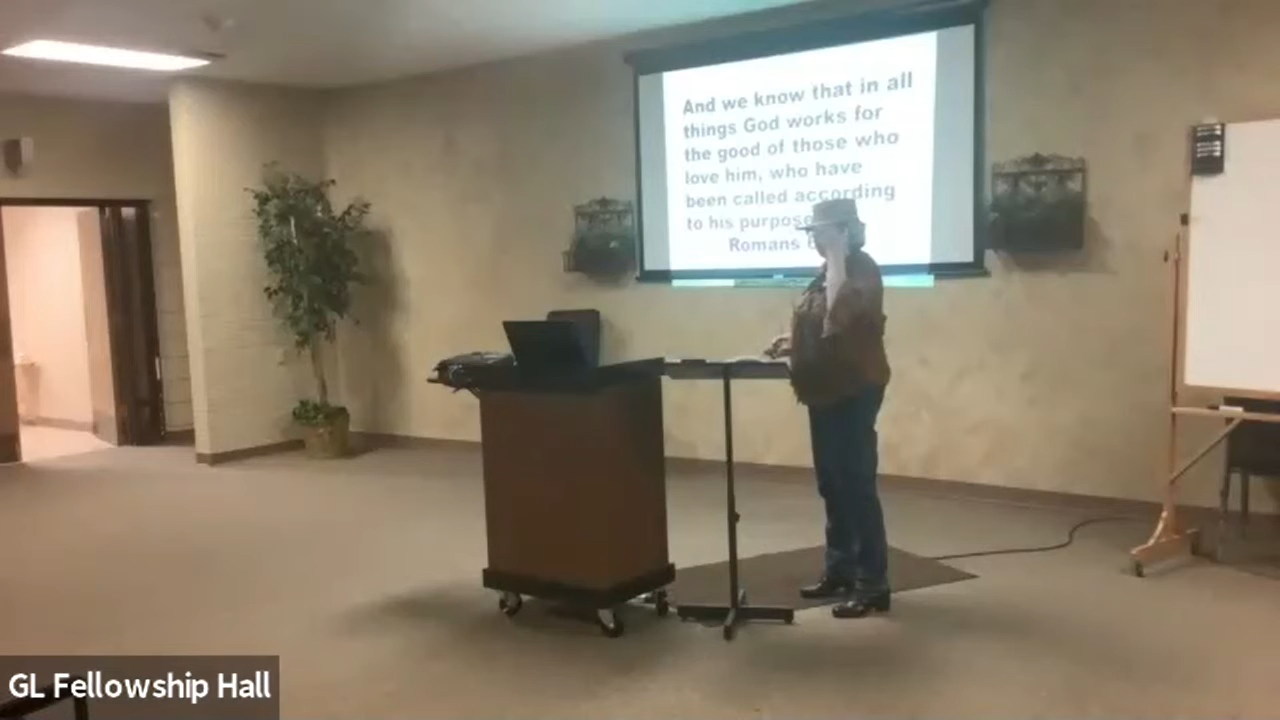 And we know that in all
things God works for
the good of those who
love him, who have
been called according
to his purpose
Romans
GL Fellowship Hall